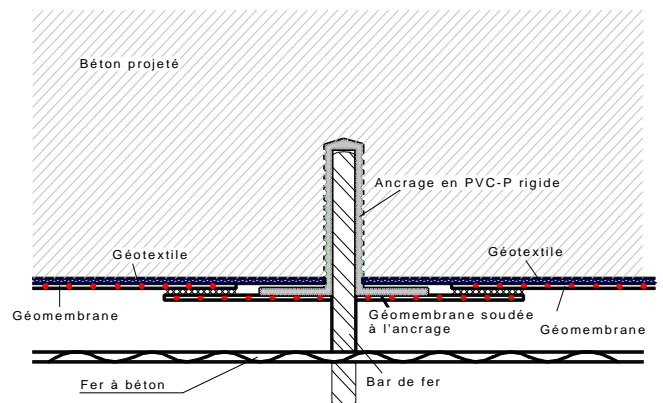 Béton projeté
Ancrage en PVC-P rigide
Géotextile
Géotextile
Géomembrane
Géomembrane soudée
à l'ancrage
Géomembrane
Fer à béton
Bar de fer